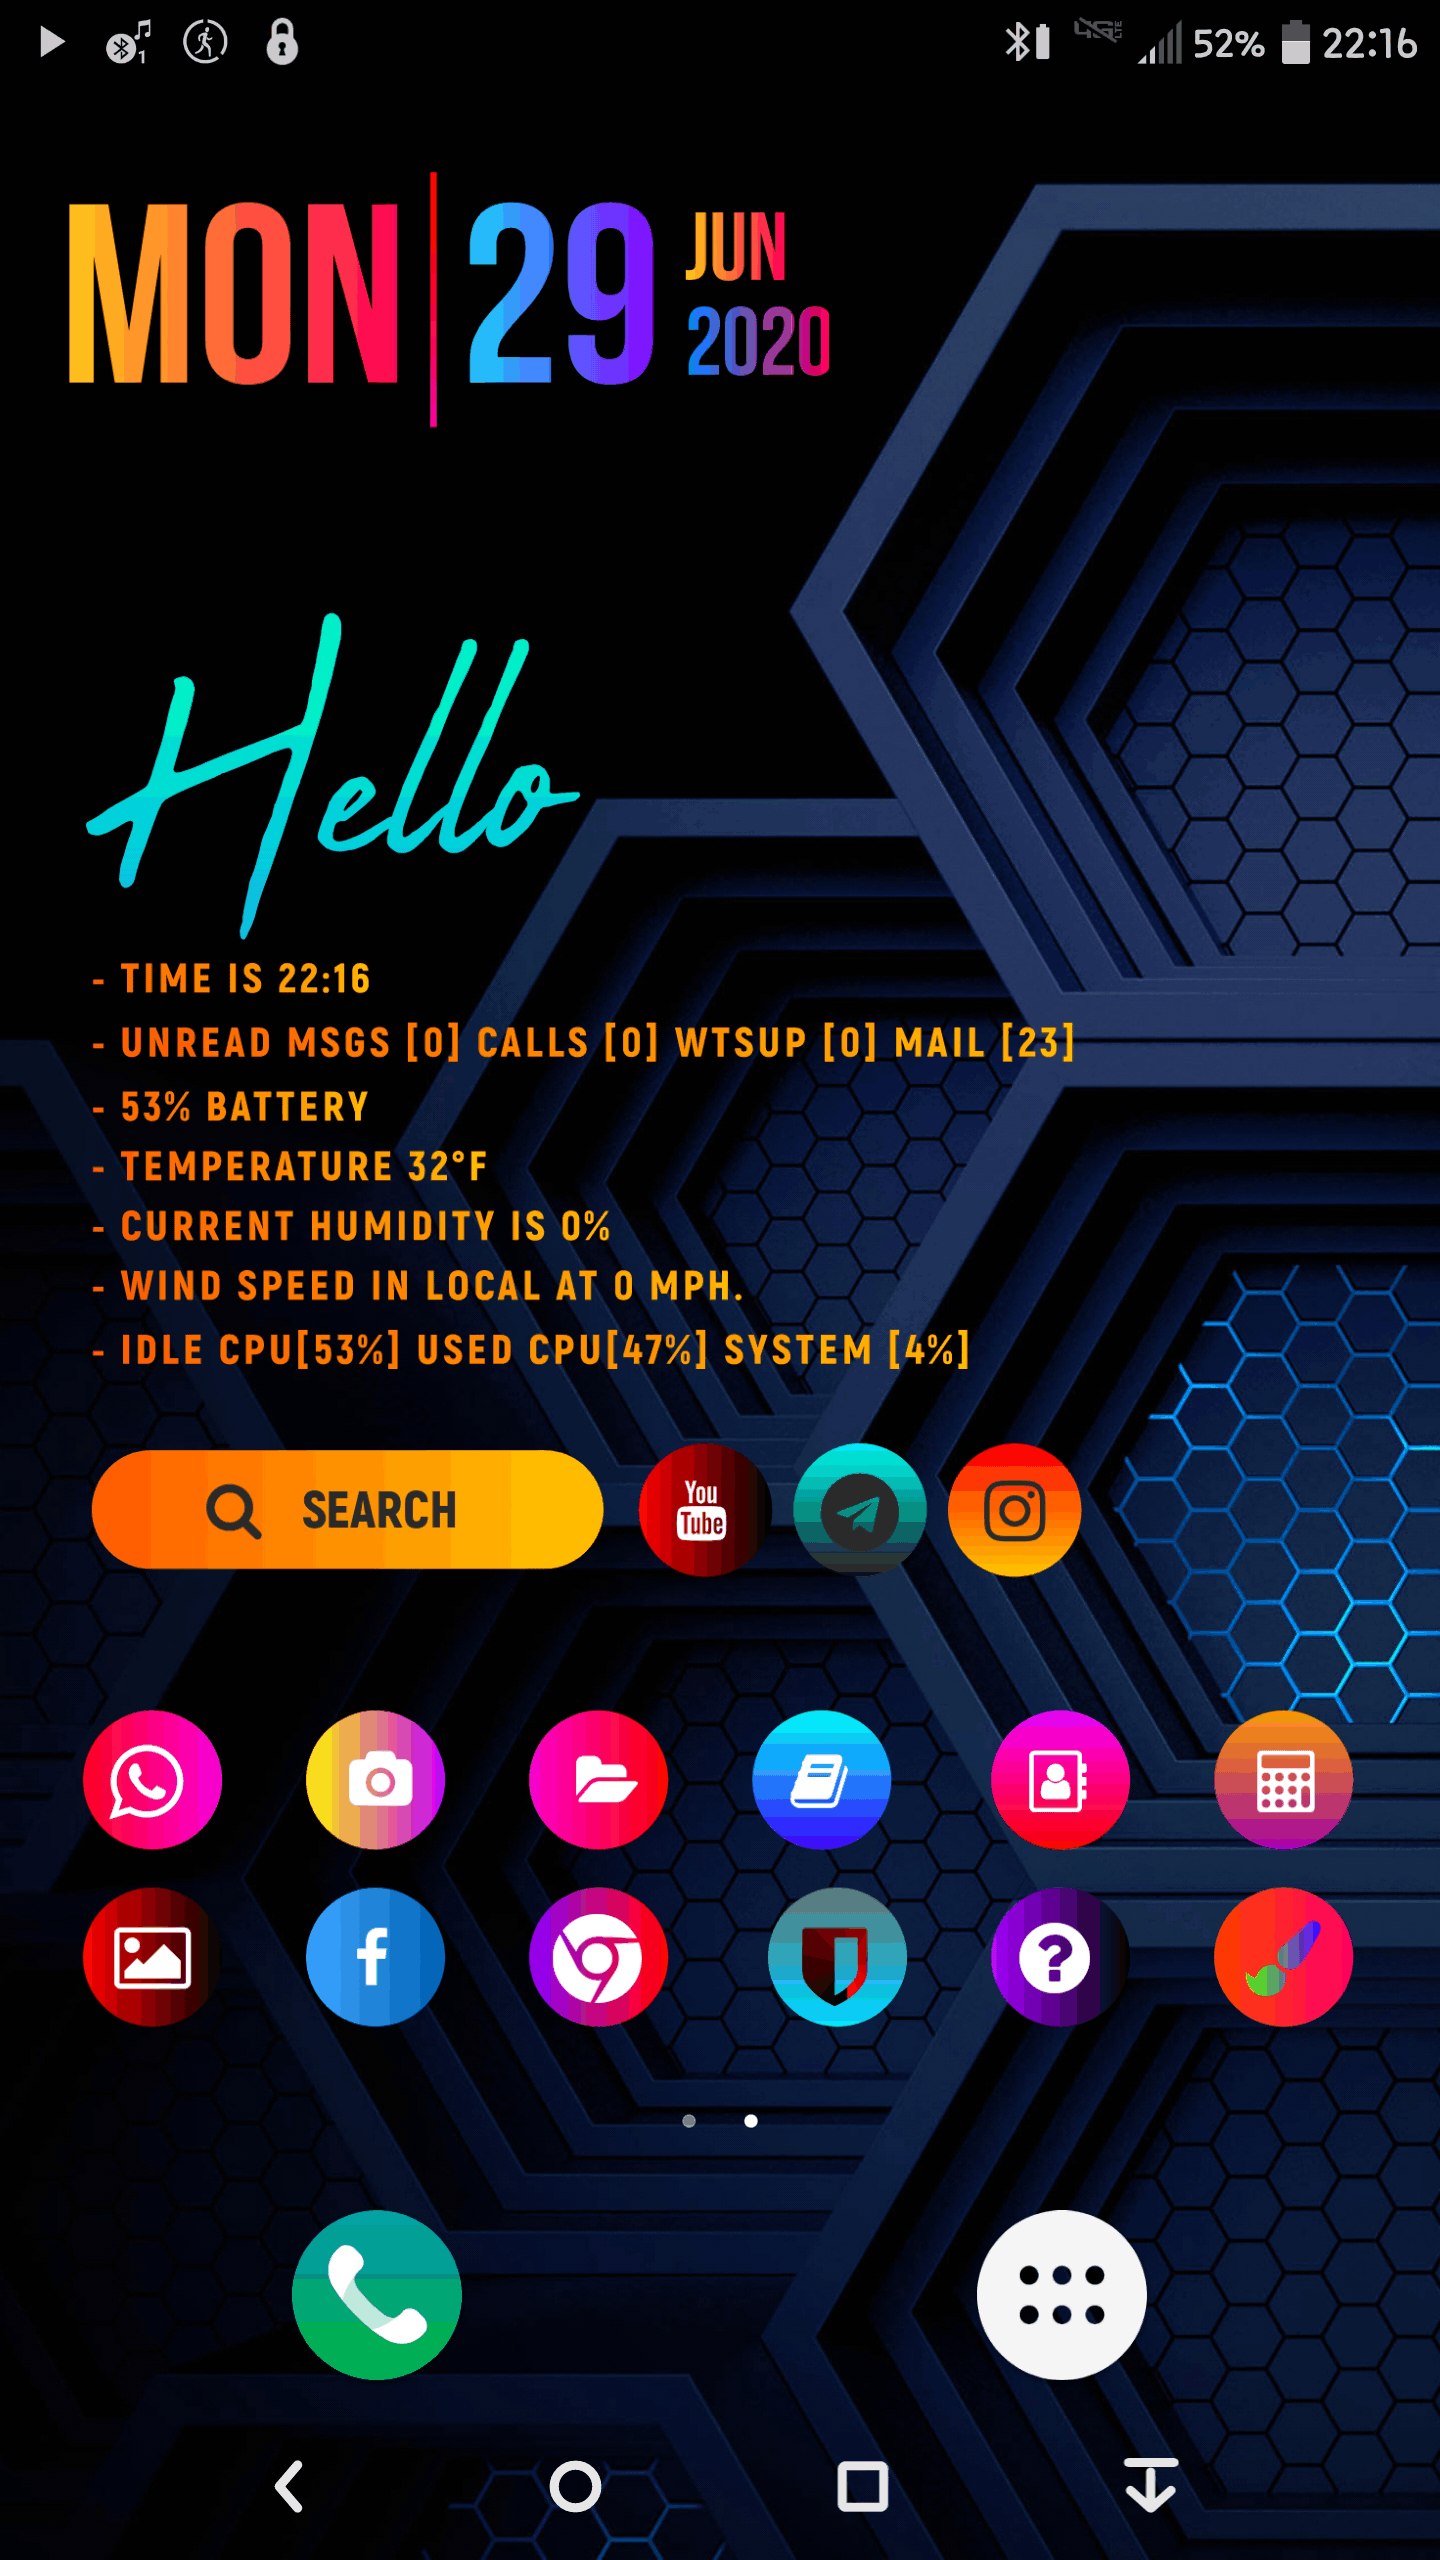 52% 22:16
MON 29 JUN
2020
Hello
- TIME IS 22:16
- UNREAD MSGS [0] CALLS [0] WTSUP [0] MAIL [23]
- 53% BATTERY
- TEMPERATURE 32°F
- CURRENT HUMIDITY IS 0%
- WIND SPEED IN LOCAL AT 0 MPH.
- IDLE CPU[53%] USED CPU[47%] SYSTEM [4%]
SEARCH
You
Tube